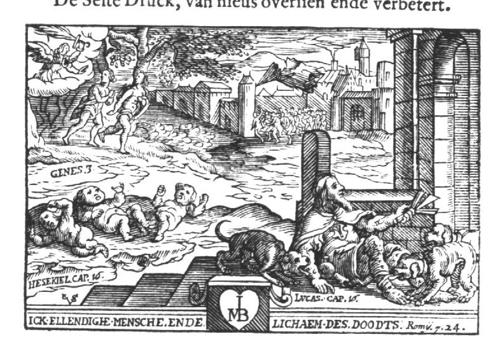 De Seste Druck, van nieus oversien ende verbetert.
GENES. 3
HESEKIEL CAP. 16.
LUCAS. CAP. 16.
I
MB
ICK·ELLENDIGHE·MENSCHE·ENDE LICHAEM·DES·DOODTS. Rom. 7.24.